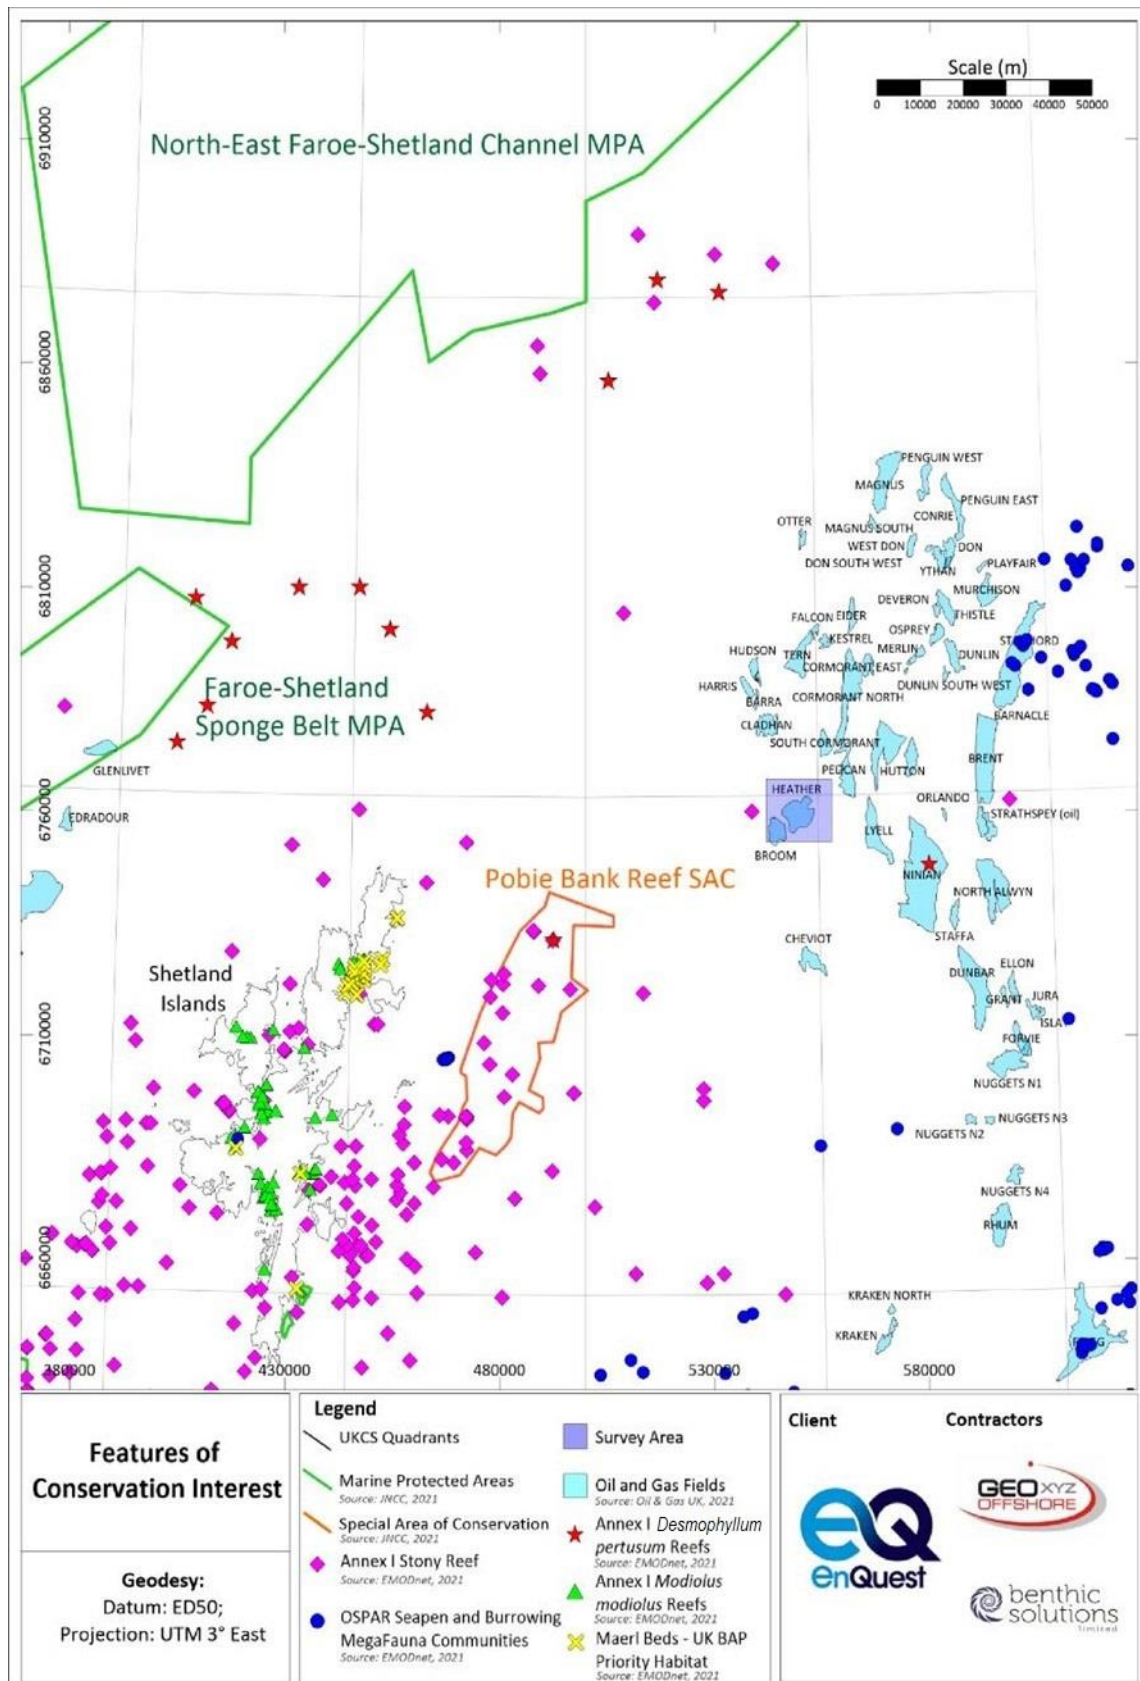 Scale (m)
0 10000 20000 30000 40000 50000
6910000
North-East Faroe-Shetland Channel MPA
6860000
PENGUIN WEST
MAGNUS
PENGUIN EAST
OTTER
CONRIE
MAGNUS SOUTH
WEST DON
DON
DON SOUTH WEST
YTHAN
PLAYFAIR
6810000
MURCHISON
DEVERON
THISTLE
FALCON
EIDER
OSPREY
KESTREL
HUDSON
TERN
MERLIN
DUNLIN
CORMORANT EAST
HARRIS
DUNLIN SOUTH WEST
BARRA
CORMORANT NORTH
BARNACLE
CLADHAN
SOUTH CORMORANT
Faroe-Shetland
Sponge Belt MPA
GLENLIVET
PELICAN
HUTTON
BRENT
HEATHER
ORLANDO
6760000
EDRADOUR
STRATHSPEY (oil)
LYELL
BROOM
NINIAN
Pobie Bank Reef SAC
NORTH ALWYN
CHEVIOT
STAFFA
Shetland
Islands
DUNBAR
ELLON
GRANT
JURA
ISLA
6710000
FORVIE
NUGGETS N1
NUGGETS N3
NUGGETS N2
NUGGETS N4
RHUM
6660000
KRAKEN NORTH
KRAKEN
380000 430000 480000 530000 580000
Features of
Conservation Interest
Geodesy:
Datum: ED50;
Projection: UTM 3° East
Legend
UKCS Quadrants
Marine Protected Areas
Source: JNCC, 2021
Special Area of Conservation
Source: JNCC, 2021
Annex I Stony Reef
Source: EMODnet, 2021
OSPAR Seapen and Burrowing
MegaFauna Communities
Source: EMODnet, 2021
Survey Area
Oil and Gas Fields
Source: Oil & Gas UK, 2021
Annex I Desmophyllum
pertusum Reefs
Source: EMODnet, 2021
Annex I Modiolus
modiolus Reefs
Source: EMODnet, 2021
Maerl Beds - UK BAP
Priority Habitat
Source: EMODnet, 2021
Client
EnQuest
Contractors
GEO XYZ
OFFSHORE
benthic
solutions
limited